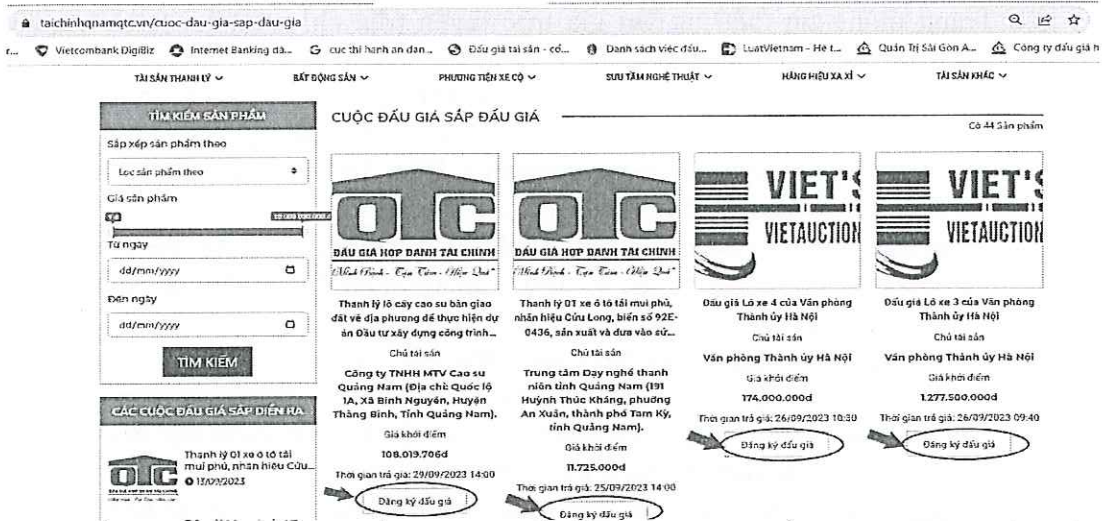 taichinhqnamqtc.vn/cuoc-dau-gia-sap-dau-gia
Vietcombank DigiBiz
Internet Banking dà...
cục thi hành án dân...
Đấu giá tài sản - cổ...
Danh sách việc đấu...
LuatVietnam - Hệ t...
Quản Trị Sài Gòn A...
Công ty đấu giá h
TÀI SẢN THANH LÝ
BẤT ĐỘNG SẢN
PHƯƠNG TIỆN XE CỘ
SƯU TẦM NGHỆ THUẬT
HÀNG HIỆU XA XỈ
TÀI SẢN KHÁC
TÌM KIẾM SẢN PHẨM
Sắp xếp sản phẩm theo
Lọc sản phẩm theo
Giá sản phẩm
Từ ngày
dd/mm/yyyy
Đến ngày
dd/mm/yyyy
TÌM KIẾM
CÁC CUỘC ĐẤU GIÁ SẮP DIỄN RA
QTC
Thanh lý 01 xe ô tô tải
mui phủ, nhãn hiệu Cửu...
13/09/2023
CUỘC ĐẤU GIÁ SẮP ĐẤU GIÁ
Có 44 Sản phẩm
QTC
ĐẤU GIÁ HỢP DANH TÀI CHÍNH
"Minh Bạch - Tận Tâm - Hiệu Quả"
Thanh lý lô cây cao su bàn giao
đất về địa phương để thực hiện dự
án Đầu tư xây dựng công trình...
Chủ tài sản
Công ty TNHH MTV Cao su
Quảng Nam (Địa chỉ: Quốc lộ
1A, Xã Bình Nguyên, Huyện
Thăng Bình, Tỉnh Quảng Nam).
Giá khởi điểm
108.019.706đ
Thời gian trả giá: 29/09/2023 14:00
Đăng ký đấu giá
QTC
ĐẤU GIÁ HỢP DANH TÀI CHÍNH
"Minh Bạch - Tận Tâm - Hiệu Quả"
Thanh lý 01 xe ô tô tải mui phủ,
nhãn hiệu Cửu Long, biển số 92E-
0436, sản xuất và đưa vào sử...
Chủ tài sản
Trung tâm Dạy nghề thanh
niên tỉnh Quảng Nam (191
Huỳnh Thúc Kháng, phường
An Xuân, thành phố Tam Kỳ,
tỉnh Quảng Nam).
Giá khởi điểm
11.725.000đ
Thời gian trả giá: 25/09/2023 14:00
Đăng ký đấu giá
VIET'S
VIETAUCTION
Đấu giá Lô xe 4 của Văn phòng
Thành ủy Hà Nội
Chủ tài sản
Văn phòng Thành ủy Hà Nội
Giá khởi điểm
174.000.000đ
Thời gian trả giá: 26/09/2023 10:30
Đăng ký đấu giá
VIET'S
VIETAUCTION
Đấu giá Lô xe 3 của Văn phòng
Thành ủy Hà Nội
Chủ tài sản
Văn phòng Thành ủy Hà Nội
Giá khởi điểm
1.277.500.000đ
Thời gian trả giá: 26/09/2023 09:40
Đăng ký đấu giá